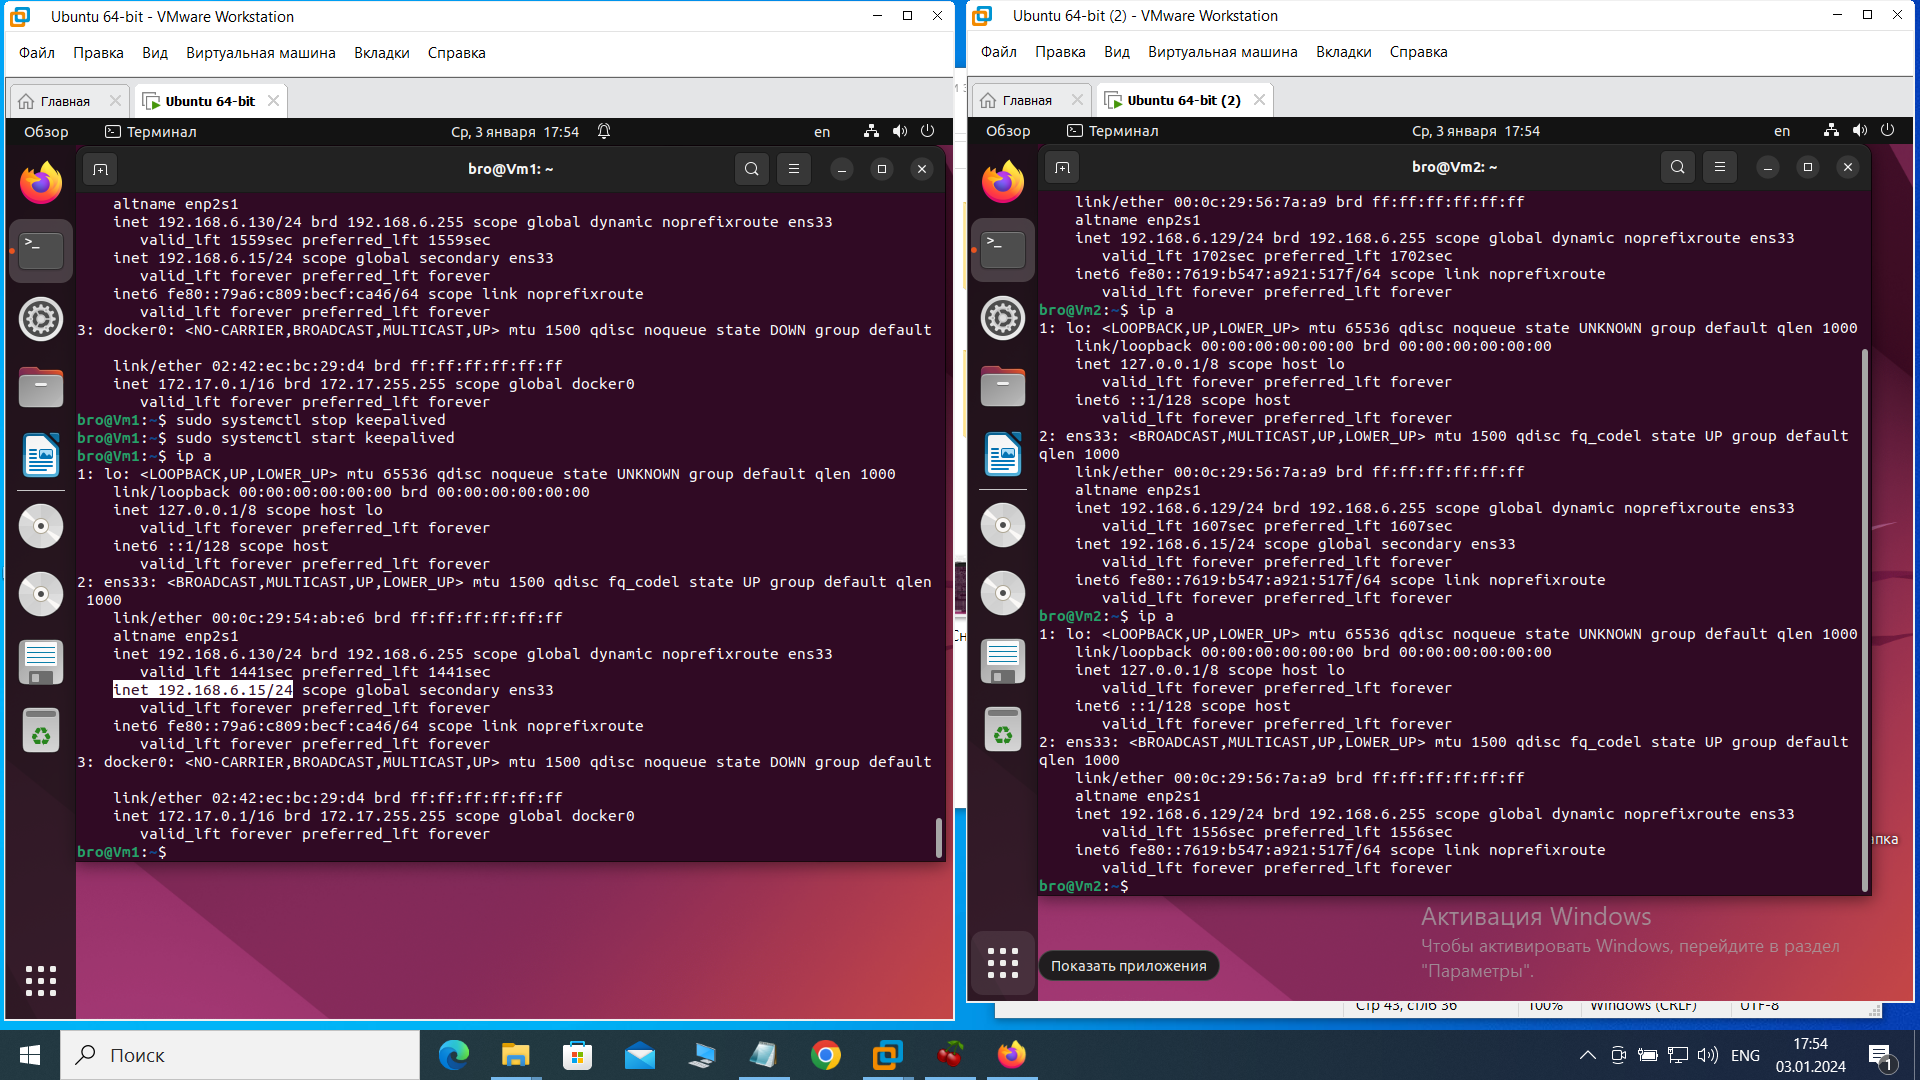 Ubuntu 64-bit - VMware Workstation
Файл Правка Вид Виртуальная машина Вкладки Справка
Главная Ubuntu 64-bit
Обзор Терминал Ср, 3 января 17:54 en
bro@Vm1: ~
altname enp2s1
inet 192.168.6.130/24 brd 192.168.6.255 scope global dynamic noprefixroute ens33
valid_lft 1559sec preferred_lft 1559sec
inet 192.168.6.15/24 scope global secondary ens33
valid_lft forever preferred_lft forever
inet6 fe80::79a6:c809:becf:ca46/64 scope link noprefixroute
valid_lft forever preferred_lft forever
3: docker0: <NO-CARRIER,BROADCAST,MULTICAST,UP> mtu 1500 qdisc noqueue state DOWN group default
link/ether 02:42:ec:bc:29:d4 brd ff:ff:ff:ff:ff:ff
inet 172.17.0.1/16 brd 172.17.255.255 scope global docker0
valid_lft forever preferred_lft forever
bro@Vm1:~$ sudo systemctl stop keepalived
bro@Vm1:~$ sudo systemctl start keepalived
bro@Vm1:~$ ip a
1: lo: <LOOPBACK,UP,LOWER_UP> mtu 65536 qdisc noqueue state UNKNOWN group default qlen 1000
link/loopback 00:00:00:00:00:00 brd 00:00:00:00:00:00
inet 127.0.0.1/8 scope host lo
valid_lft forever preferred_lft forever
inet6 ::1/128 scope host
valid_lft forever preferred_lft forever
2: ens33: <BROADCAST,MULTICAST,UP,LOWER_UP> mtu 1500 qdisc fq_codel state UP group default qlen
1000
link/ether 00:0c:29:54:ab:e6 brd ff:ff:ff:ff:ff:ff
altname enp2s1
inet 192.168.6.130/24 brd 192.168.6.255 scope global dynamic noprefixroute ens33
valid_lft 1441sec preferred_lft 1441sec
inet 192.168.6.15/24 scope global secondary ens33
valid_lft forever preferred_lft forever
inet6 fe80::79a6:c809:becf:ca46/64 scope link noprefixroute
valid_lft forever preferred_lft forever
3: docker0: <NO-CARRIER,BROADCAST,MULTICAST,UP> mtu 1500 qdisc noqueue state DOWN group default
link/ether 02:42:ec:bc:29:d4 brd ff:ff:ff:ff:ff:ff
inet 172.17.0.1/16 brd 172.17.255.255 scope global docker0
valid_lft forever preferred_lft forever
bro@Vm1:~$
Ubuntu 64-bit (2) - VMware Workstation
Файл Правка Вид Виртуальная машина Вкладки Справка
Главная Ubuntu 64-bit (2)
Обзор Терминал Ср, 3 января 17:54 en
bro@Vm2: ~
link/ether 00:0c:29:56:7a:a9 brd ff:ff:ff:ff:ff:ff
altname enp2s1
inet 192.168.6.129/24 brd 192.168.6.255 scope global dynamic noprefixroute ens33
valid_lft 1702sec preferred_lft 1702sec
inet6 fe80::7619:b547:a921:517f/64 scope link noprefixroute
valid_lft forever preferred_lft forever
bro@Vm2:~$ ip a
1: lo: <LOOPBACK,UP,LOWER_UP> mtu 65536 qdisc noqueue state UNKNOWN group default qlen 1000
link/loopback 00:00:00:00:00:00 brd 00:00:00:00:00:00
inet 127.0.0.1/8 scope host lo
valid_lft forever preferred_lft forever
inet6 ::1/128 scope host
valid_lft forever preferred_lft forever
2: ens33: <BROADCAST,MULTICAST,UP,LOWER_UP> mtu 1500 qdisc fq_codel state UP group default
qlen 1000
link/ether 00:0c:29:56:7a:a9 brd ff:ff:ff:ff:ff:ff
altname enp2s1
inet 192.168.6.129/24 brd 192.168.6.255 scope global dynamic noprefixroute ens33
valid_lft 1607sec preferred_lft 1607sec
inet 192.168.6.15/24 scope global secondary ens33
valid_lft forever preferred_lft forever
inet6 fe80::7619:b547:a921:517f/64 scope link noprefixroute
valid_lft forever preferred_lft forever
bro@Vm2:~$ ip a
1: lo: <LOOPBACK,UP,LOWER_UP> mtu 65536 qdisc noqueue state UNKNOWN group default qlen 1000
link/loopback 00:00:00:00:00:00 brd 00:00:00:00:00:00
inet 127.0.0.1/8 scope host lo
valid_lft forever preferred_lft forever
inet6 ::1/128 scope host
valid_lft forever preferred_lft forever
2: ens33: <BROADCAST,MULTICAST,UP,LOWER_UP> mtu 1500 qdisc fq_codel state UP group default
qlen 1000
link/ether 00:0c:29:56:7a:a9 brd ff:ff:ff:ff:ff:ff
altname enp2s1
inet 192.168.6.129/24 brd 192.168.6.255 scope global dynamic noprefixroute ens33
valid_lft 1556sec preferred_lft 1556sec
inet6 fe80::7619:b547:a921:517f/64 scope link noprefixroute
valid_lft forever preferred_lft forever
bro@Vm2:~$
Активация Windows
Чтобы активировать Windows, перейдите в раздел
"Параметры".
Показать приложения
Стр 43, стлб 36 100% Windows (CRLF) UTF-8
Поиск
ENG
17:54
03.01.2024
1